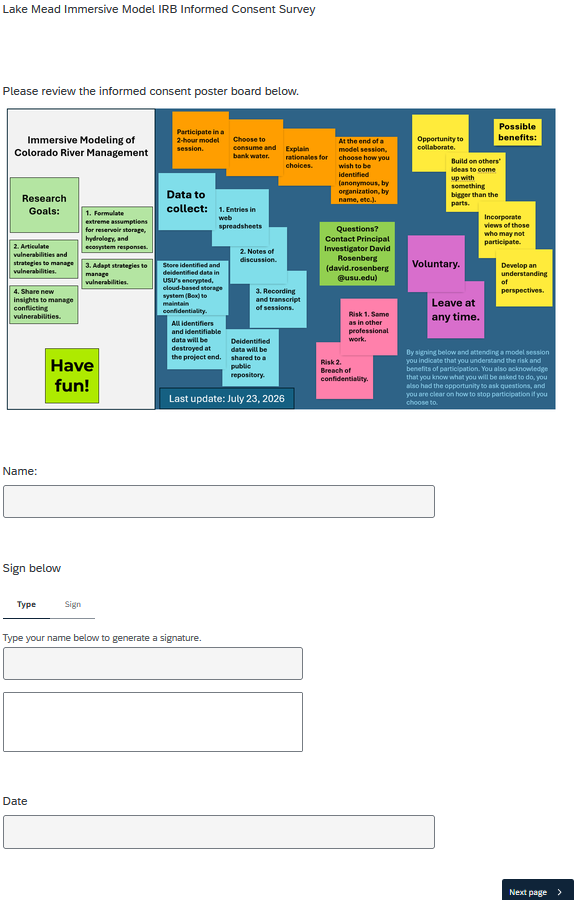 Lake Mead Immersive Model IRB Informed Consent Survey
Please review the informed consent poster board below.
Immersive Modeling of
Colorado River Management
Research
Goals:
1. Formulate
extreme assumptions
for reservoir storage,
hydrology, and
ecosystem responses.
2. Articulate
vulnerabilities and
strategies to manage
vulnerabilities.
3. Adapt strategies to
manage
vulnerabilities.
4. Share new
insights to manage
conflicting
vulnerabilities.
Have
fun!
Participate in a
2-hour model
session.
Choose to
consume and
bank water.
Explain
rationales for
choices.
At the end of a
model session,
choose how you
wish to be
identified
(anonymous, by
organization, by
name, etc.).
Data to
collect:
1. Entries in
web
spreadsheets
2. Notes of
discussion.
3. Recording
and transcript
of sessions.
Store identified and
deidentified data in
USU's encrypted,
cloud-based storage
system (Box) to
maintain
confidentiality.
All identifiers
and identifiable
data will be
destroyed at
the project end.
Deidentified
data will be
shared to a
public
repository.
Last update: July 23, 2026
Questions?
Contact Principal
Investigator David
Rosenberg
(david.rosenberg
@usu.edu)
Risk 1. Same
as in other
professional
work.
Risk 2.
Breach of
confidentiality.
Possible
benefits:
Opportunity to
collaborate.
Build on others'
ideas to come
up with
something
bigger than the
parts.
Incorporate
views of those
who may not
participate.
Develop an
understanding
of
perspectives.
Voluntary.
Leave at
any time.
By signing below and attending a model session
you indicate that you understand the risk and
benefits of participation. You also acknowledge
that you know what you will be asked to do, you
also had the opportunity to ask questions, and
you are clear on how to stop participation if you
choose to.
Name:
Sign below
Type
Sign
Type your name below to generate a signature.
Date
Next page